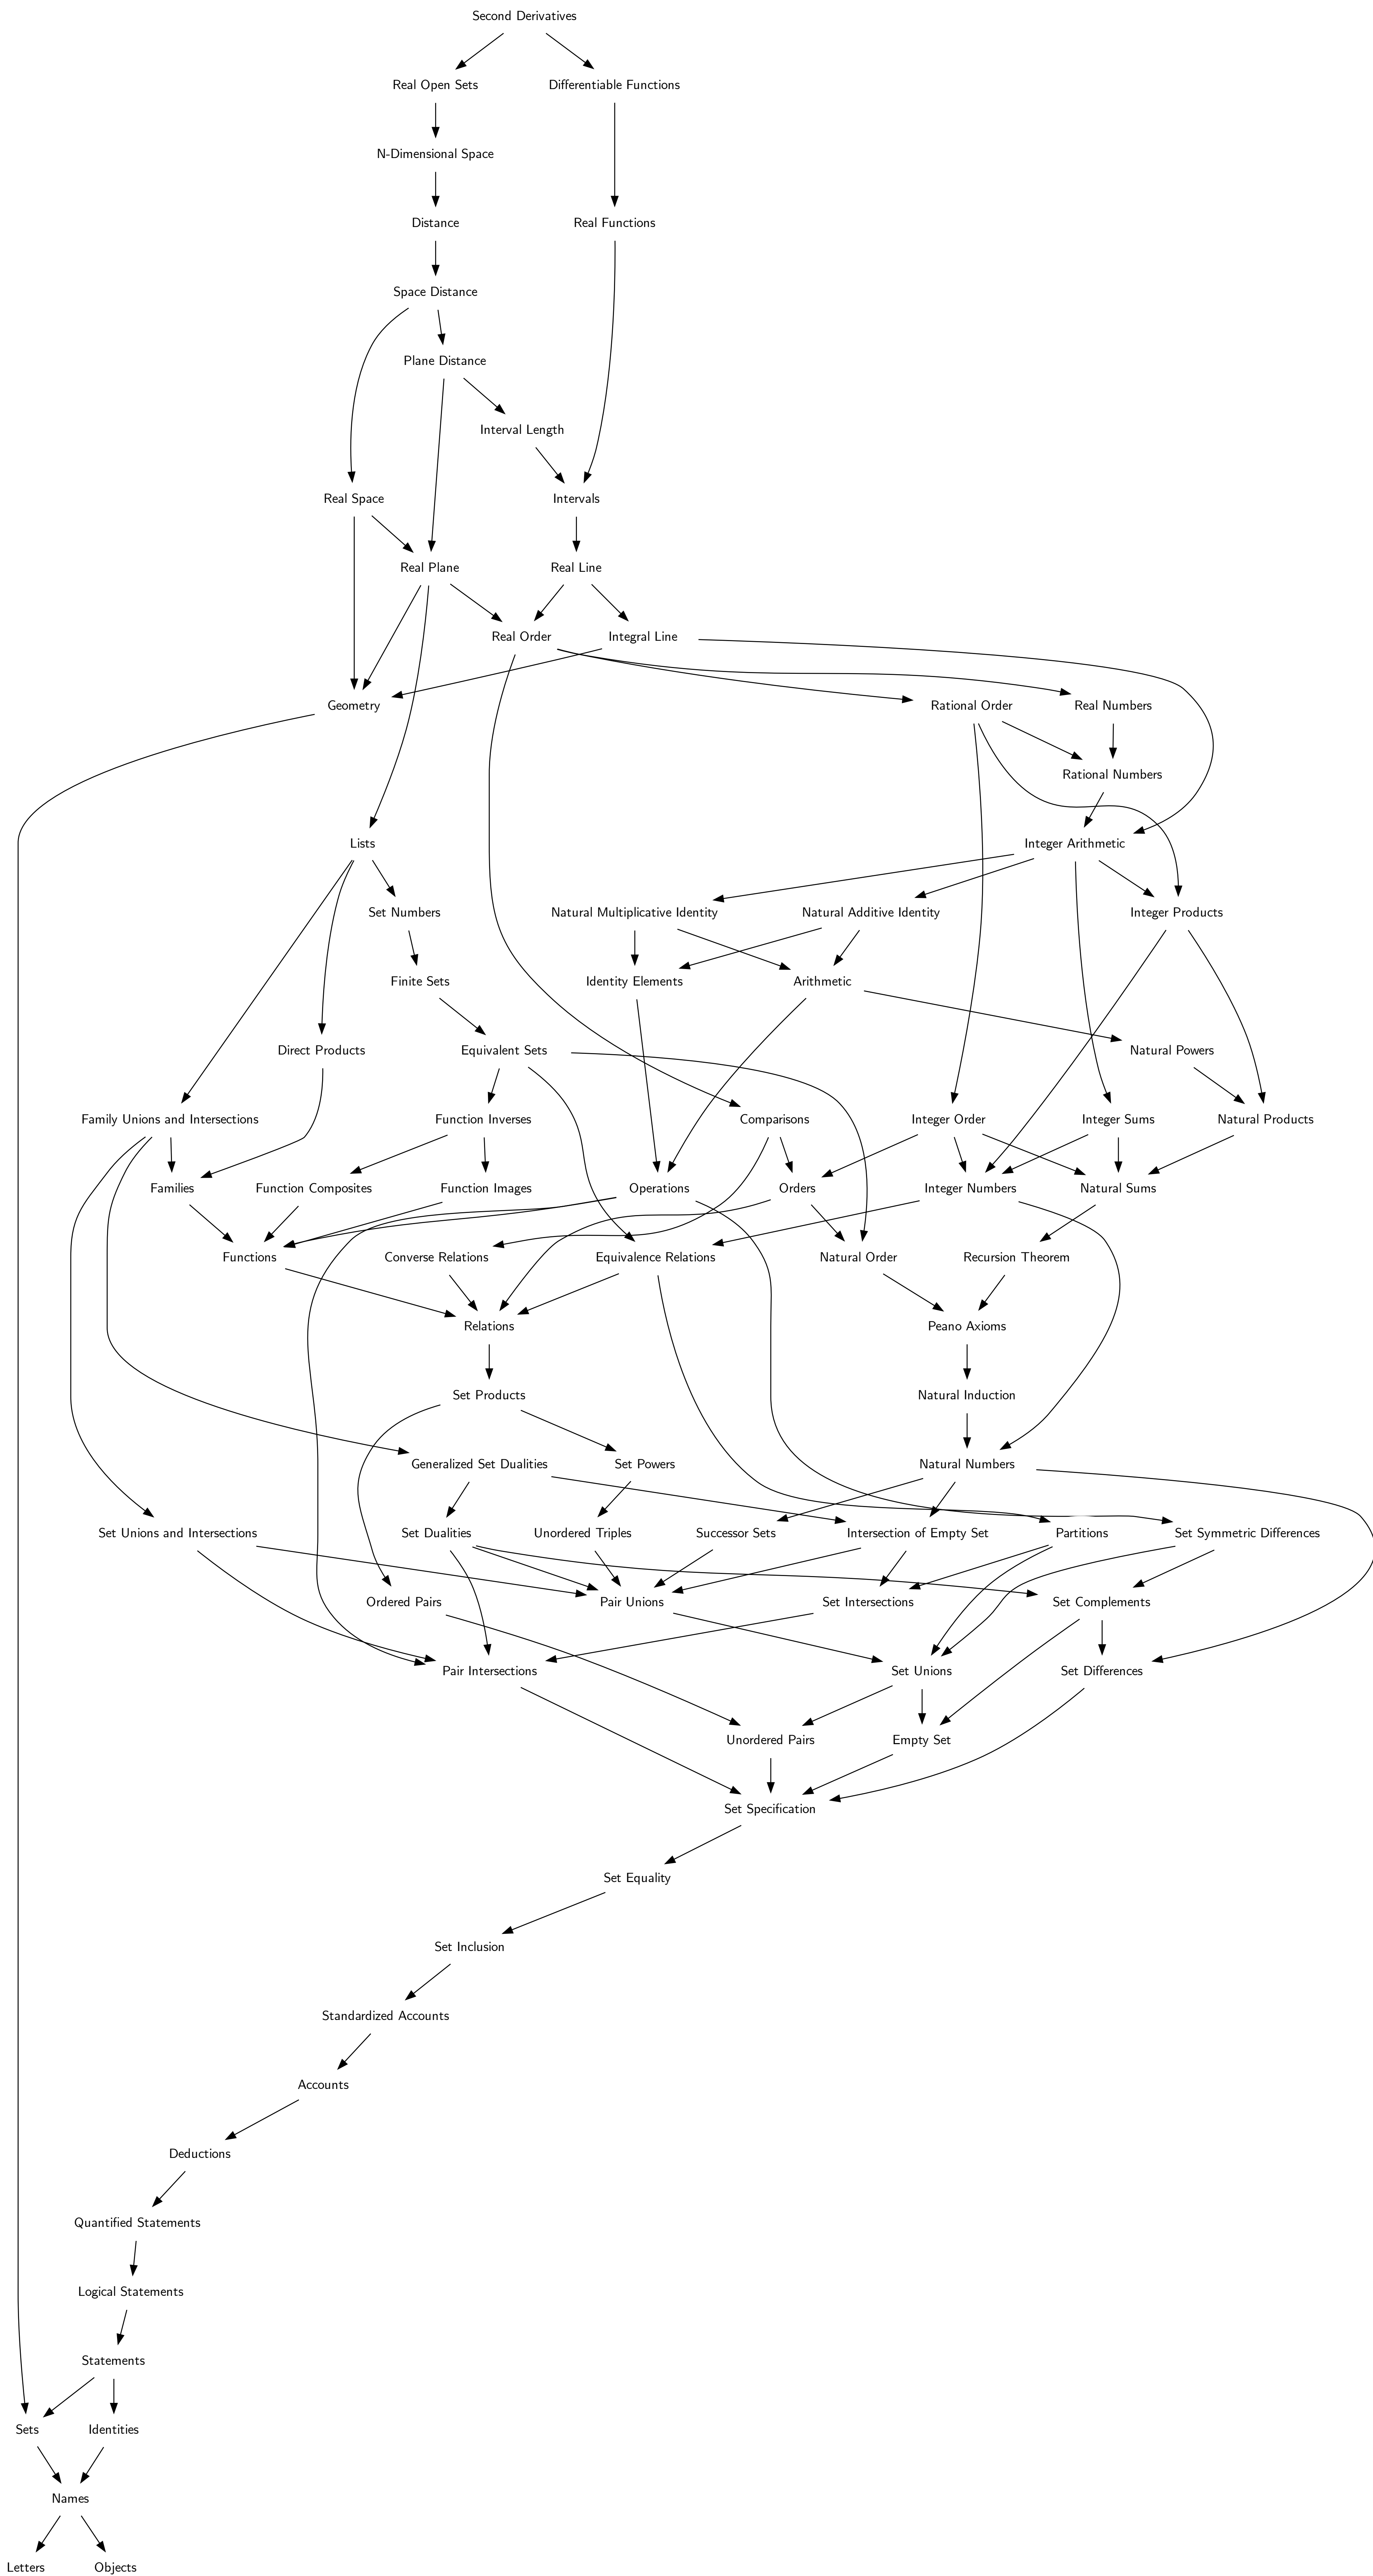 Second Derivatives
Real Open Sets
Differentiable Functions
N-Dimensional Space
Distance
Real Functions
Space Distance
Plane Distance
Interval Length
Real Space
Intervals
Real Plane
Real Line
Real Order
Integral Line
Geometry
Rational Order
Real Numbers
Rational Numbers
Lists
Integer Arithmetic
Set Numbers
Natural Multiplicative Identity
Natural Additive Identity
Integer Products
Finite Sets
Identity Elements
Arithmetic
Direct Products
Equivalent Sets
Natural Powers
Family Unions and Intersections
Function Inverses
Comparisons
Integer Order
Integer Sums
Natural Products
Families
Function Composites
Function Images
Operations
Orders
Integer Numbers
Natural Sums
Functions
Converse Relations
Equivalence Relations
Natural Order
Recursion Theorem
Relations
Peano Axioms
Set Products
Natural Induction
Generalized Set Dualities
Set Powers
Natural Numbers
Set Unions and Intersections
Set Dualities
Unordered Triples
Successor Sets
Intersection of Empty Set
Partitions
Set Symmetric Differences
Ordered Pairs
Pair Unions
Set Intersections
Set Complements
Pair Intersections
Set Unions
Set Differences
Unordered Pairs
Empty Set
Set Specification
Set Equality
Set Inclusion
Standardized Accounts
Accounts
Deductions
Quantified Statements
Logical Statements
Statements
Sets
Identities
Names
Letters
Objects